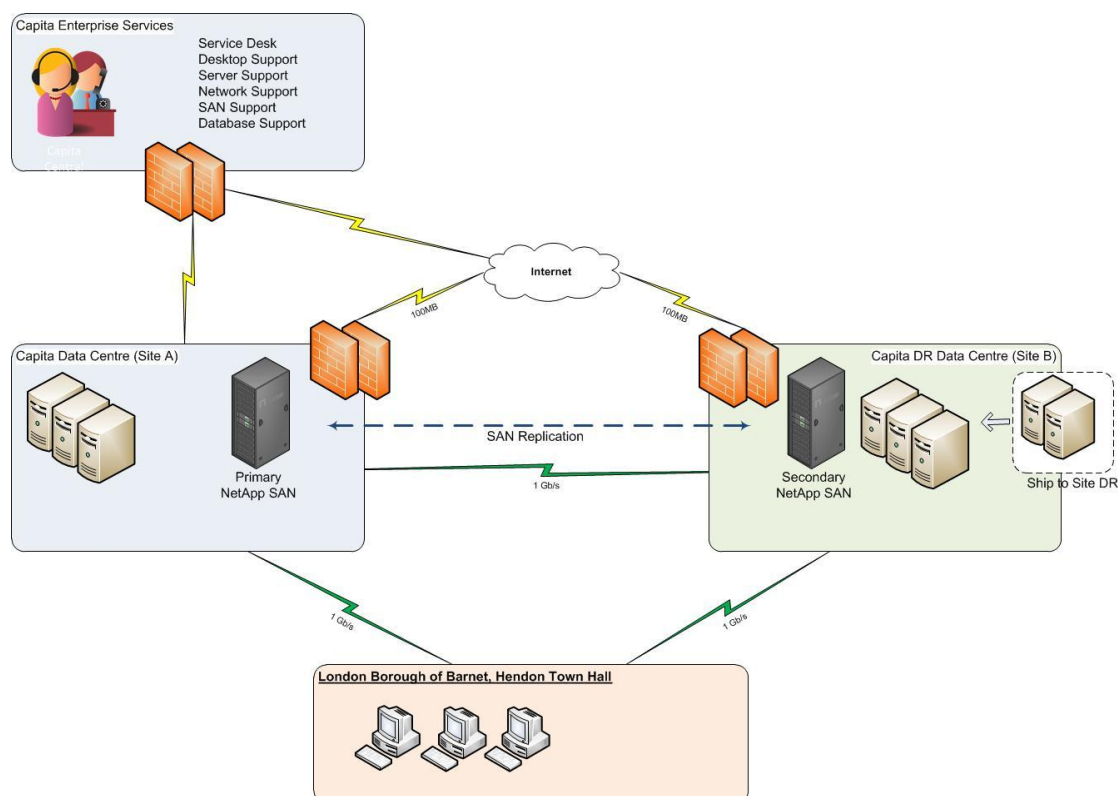 Capita Enterprise Services
Service Desk
Desktop Support
Server Support
Network Support
SAN Support
Database Support
Capita
Central
Internet
100MB
100MB
Capita Data Centre (Site A)
Capita DR Data Centre (Site B)
SAN Replication
Primary
NetApp SAN
1 Gb/s
Secondary
NetApp SAN
Ship to Site DR
1 Gb/s
1 Gb/s
London Borough of Barnet, Hendon Town Hall